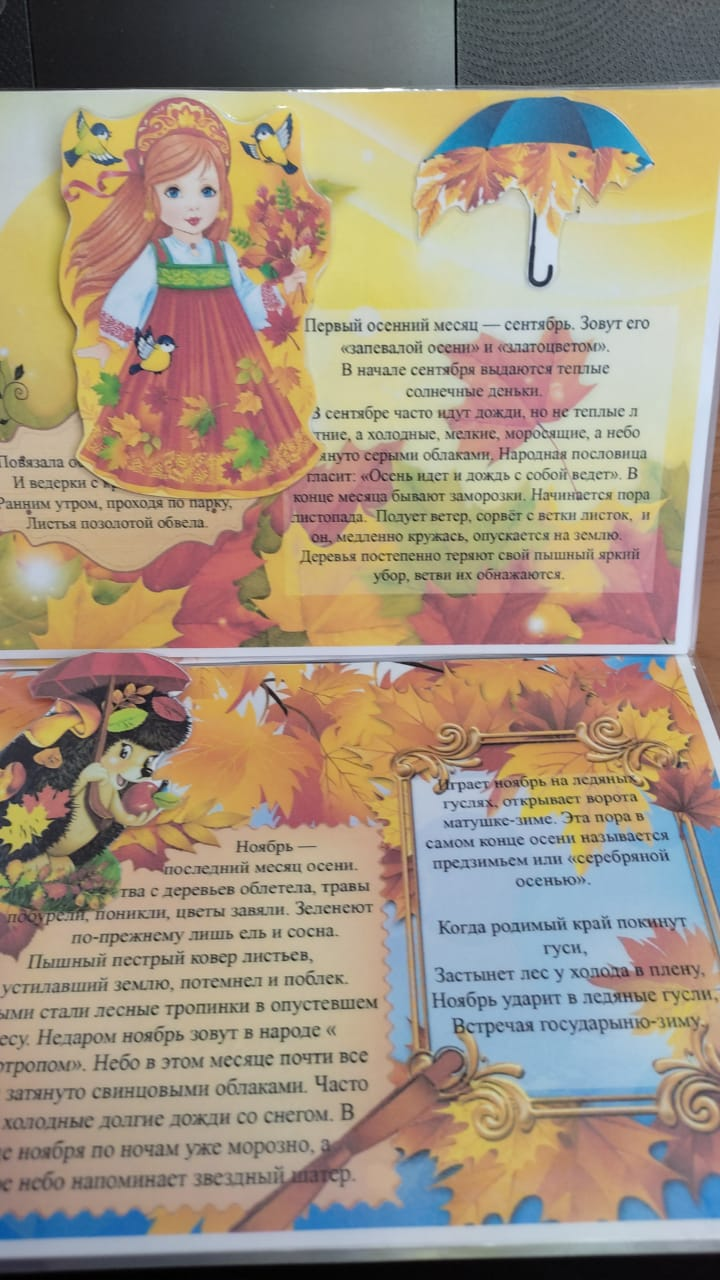 Повязала
И ведерки с
Ранним утром, проходя по парку,
Листья позолотой обвела.
Первый осенний месяц — сентябрь. Зовут его
«запевалой осени» и «златоцветом».
В начале сентября выдаются теплые
солнечные деньки.
В сентябре часто идут дожди, но не теплые л
тние, а холодные, мелкие, моросящие, а небо
януто серыми облаками, Народная пословица
гласит: «Осень идет и дождь с собой ведет». В
конце месяца бывают заморозки. Начинается пора
листопада. Подует ветер, сорвёт с ветки листок, и
он, медленно кружась, опускается на землю.
Деревья постепенно теряют свой пышный яркий
убор, ветви их обнажаются.
Ноябрь —
последний месяц осени.
тва с деревьев облетела, травы
побурели, поникли, цветы завяли. Зеленеют
по-прежнему лишь ель и сосна.
Пышный пестрый ковер листьев,
устилавший землю, потемнел и поблек.
ыми стали лесные тропинки в опустевшем
есу. Недаром ноябрь зовут в народе «
отропом». Небо в этом месяце почти все
затянуто свинцовыми облаками. Часто
холодные долгие дожди со снегом. В
це ноября по ночам уже морозно, а
ое небо напоминает звездный шатер.
Играет ноябрь на ледяных
гуслях, открывает ворота
матушке-зиме. Эта пора в
самом конце осени называется
предзимьем или «серебряной
осенью».
Когда родимый край покинут
гуси,
Застынет лес у холода в плену,
Ноябрь ударит в ледяные гусли,
Встречая государыню-зиму.